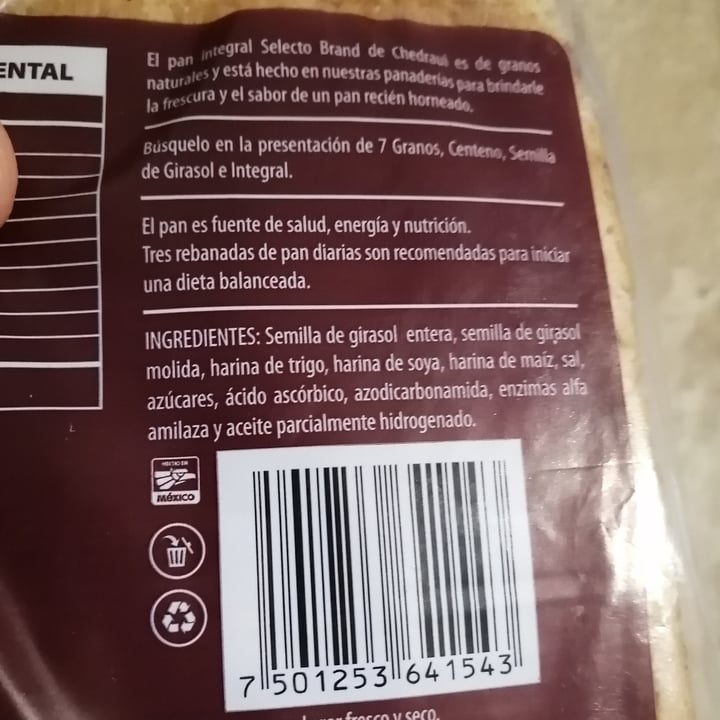 ENTAL
El pan integral Selecto Brand de Chedraui es de granos
naturales y está hecho en nuestras panaderías para brindarle
la frescura y el sabor de un pan recién horneado.
Búsquelo en la presentación de 7 Granos, Centeno, Semilla
de Girasol e Integral.
El pan es fuente de salud, energía y nutrición.
Tres rebanadas de pan diarias son recomendadas para iniciar
una dieta balanceada.
INGREDIENTES: Semilla de girasol entera, semilla de girasol
molida, harina de trigo, harina de soya, harina de maíz, sal,
azúcares, ácido ascórbico, azodicarbonamida, enzimas alfa
amilaza y aceite parcialmente hidrogenado.
HECHO EN
MÉXICO
7 501253 641543
fresco y seco.